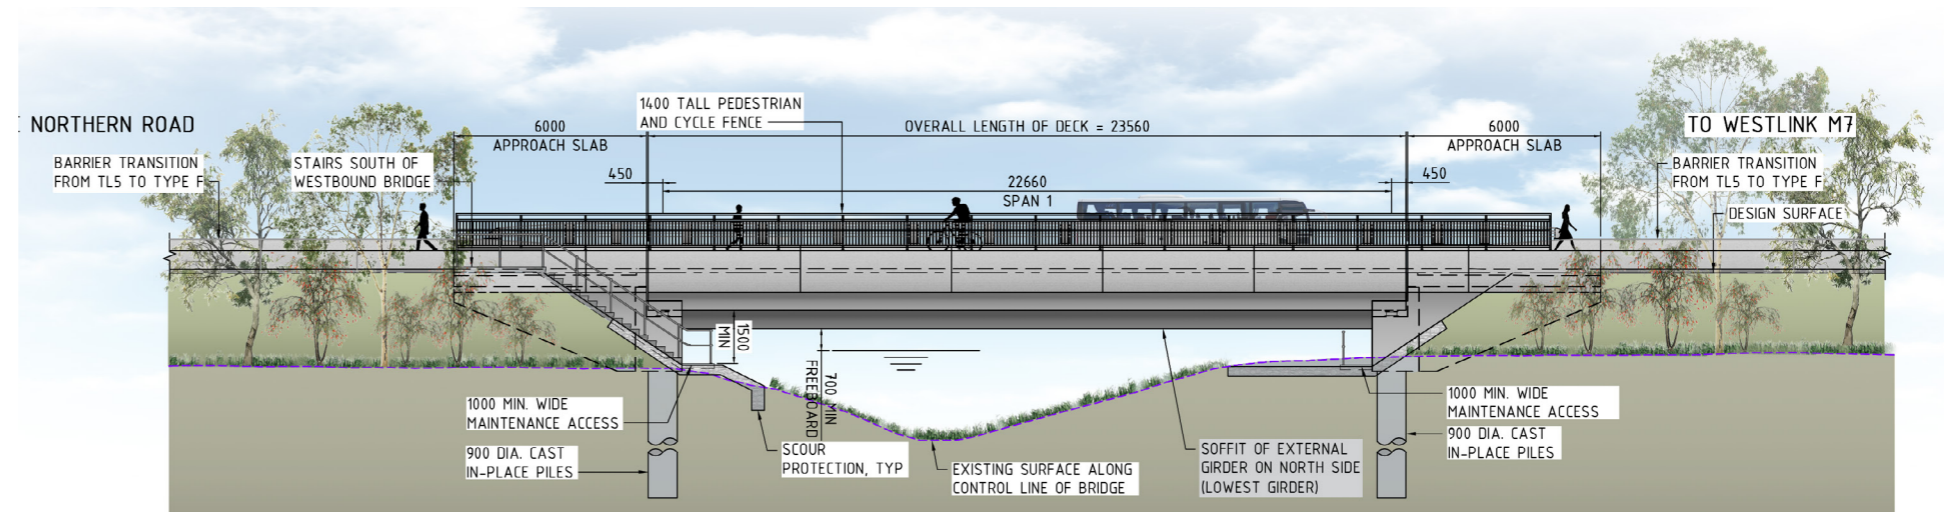 NORTHERN ROAD
BARRIER TRANSITION
FROM TL5 TO TYPE F
STAIRS SOUTH OF
WESTBOUND BRIDGE
6000
APPROACH SLAB
1400 TALL PEDESTRIAN
AND CYCLE FENCE
OVERALL LENGTH OF DECK = 23560
450
22660
SPAN 1
450
6000
APPROACH SLAB
TO WESTLINK M7
BARRIER TRANSITION
FROM TL5 TO TYPE F
DESIGN SURFACE
1500
MIN
700 MIN
FREEBOARD
1000 MIN. WIDE
MAINTENANCE ACCESS
900 DIA. CAST
IN-PLACE PILES
SCOUR
PROTECTION, TYP
EXISTING SURFACE ALONG
CONTROL LINE OF BRIDGE
SOFFIT OF EXTERNAL
GIRDER ON NORTH SIDE
(LOWEST GIRDER)
1000 MIN. WIDE
MAINTENANCE ACCESS
900 DIA. CAST
IN-PLACE PILES